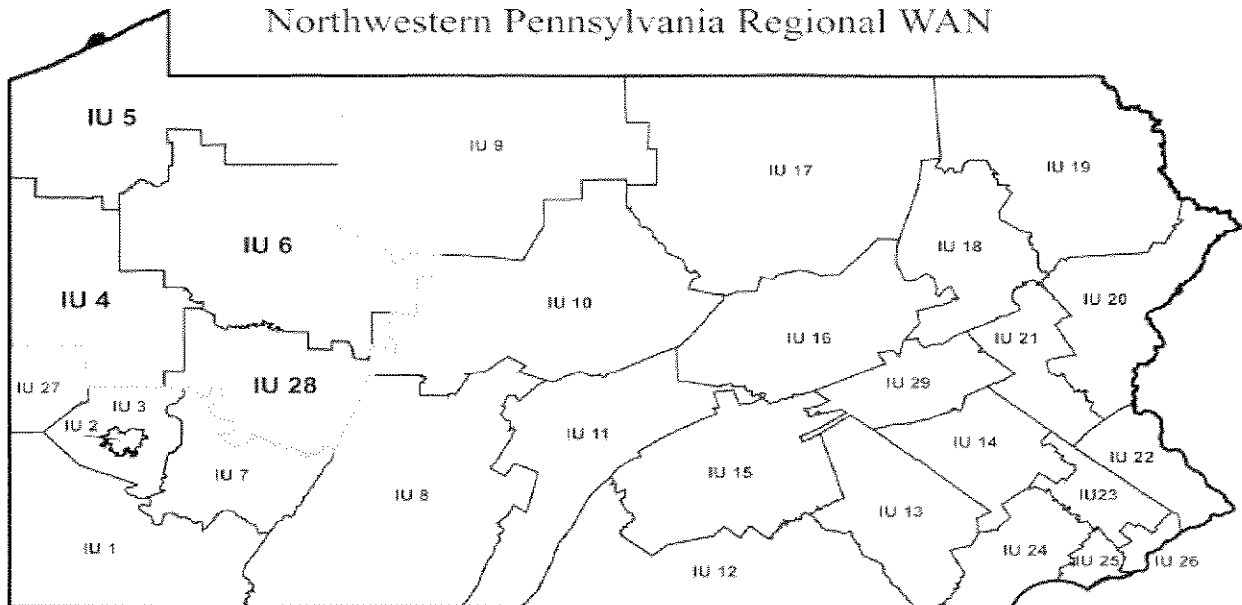 Northwestern Pennsylvania Regional WAN
IU 5
IU 9
IU 17
IU 19
IU 6
IU 18
IU 4
IU 10
IU 20
IU 16
IU 21
IU 27
IU 28
IU 29
IU 3
IU 2
IU 11
IU 14
IU 22
IU 7
IU 8
IU 15
IU23
IU 13
IU 1
IU 24
IU 25
IU 26
IU 12